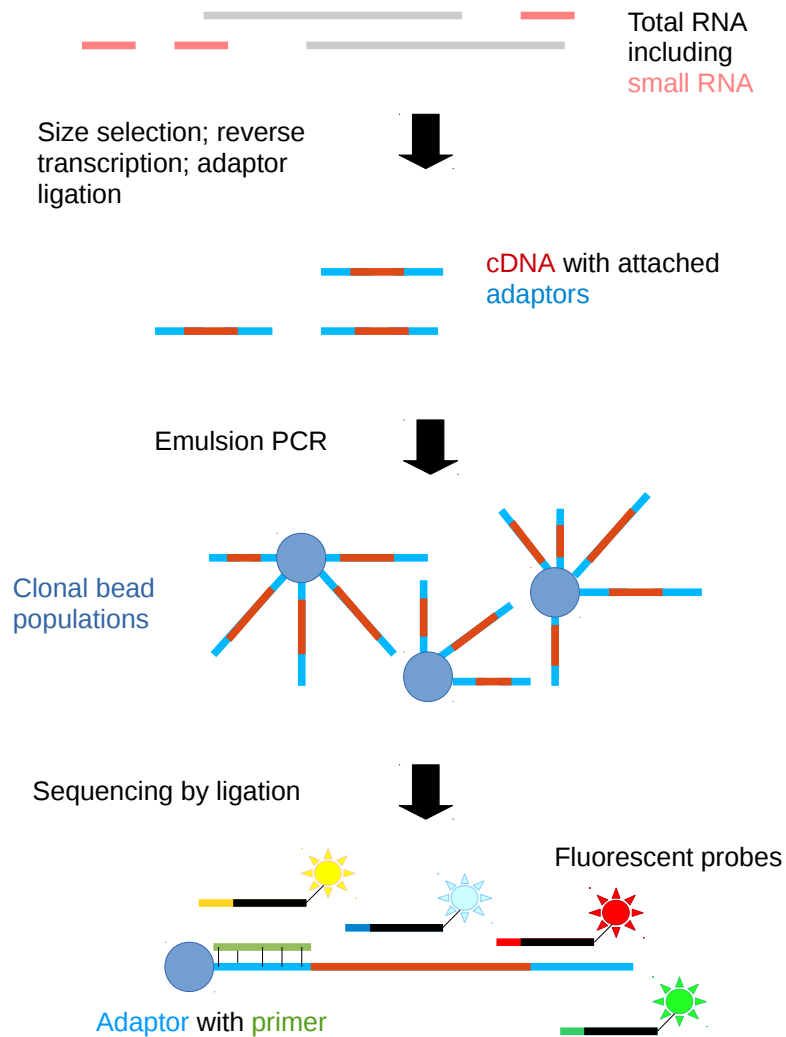 Total RNA
including
small RNA
Size selection; reverse
transcription; adaptor
ligation
cDNA with attached
adaptors
Emulsion PCR
Clonal bead
populations
Sequencing by ligation
Fluorescent probes
Adaptor with primer